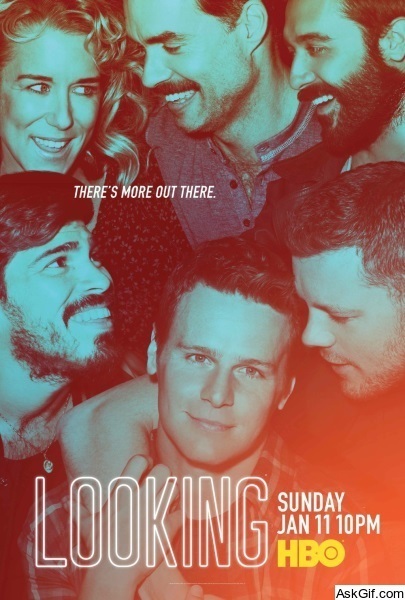 THERE'S MORE OUT THERE.
LOOKING
SUNDAY
JAN 11 10PM
HBO
AskGif.com